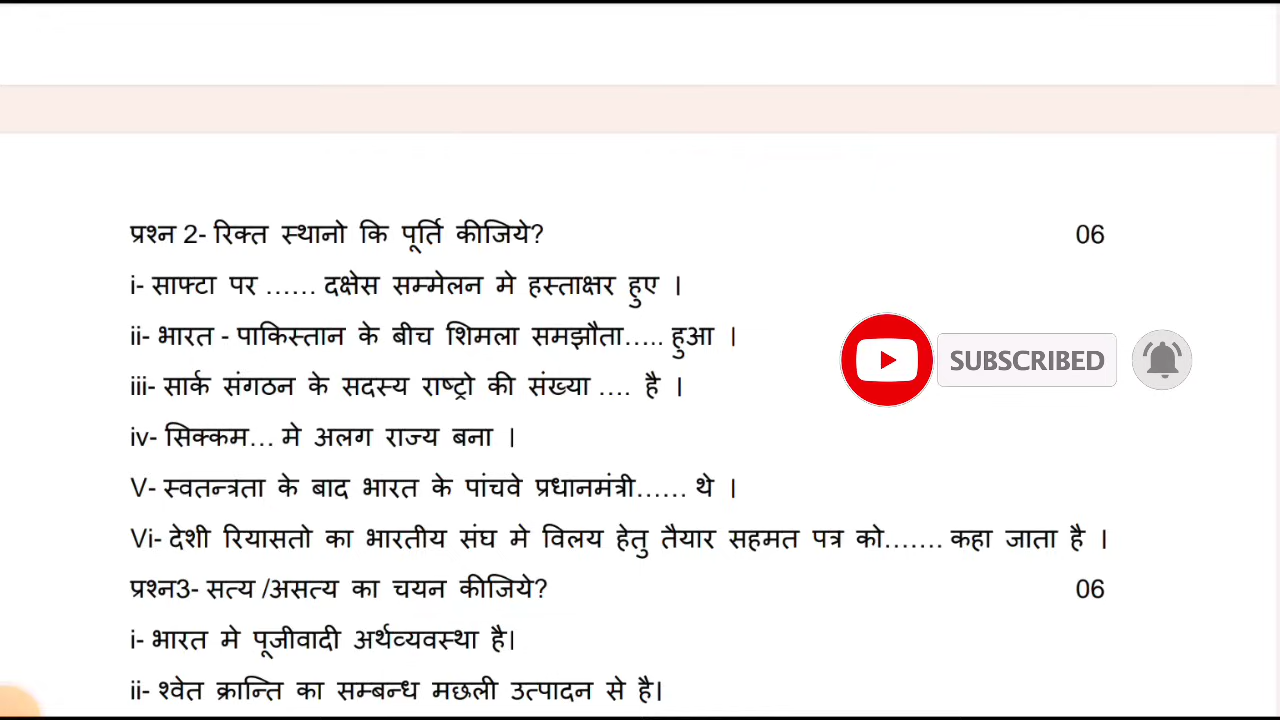 प्रश्न 2- रिक्त स्थानो कि पूर्ति कीजिये? 06
i- साफ्टा पर …… दक्षेस सम्मेलन मे हस्ताक्षर हुए ।
ii- भारत - पाकिस्तान के बीच शिमला समझौता….. हुआ ।
iii- सार्क संगठन के सदस्य राष्ट्रो की संख्या …. है ।
SUBSCRIBED
iv- सिक्कम… मे अलग राज्य बना ।
V- स्वतन्त्रता के बाद भारत के पांचवे प्रधानमंत्री…… थे ।
Vi- देशी रियासतो का भारतीय संघ मे विलय हेतु तैयार सहमत पत्र को……. कहा जाता है ।
प्रश्न3- सत्य /असत्य का चयन कीजिये? 06
i- भारत मे पूजीवादी अर्थव्यवस्था है।
ii- श्वेत क्रान्ति का सम्बन्ध मछली उत्पादन से है।